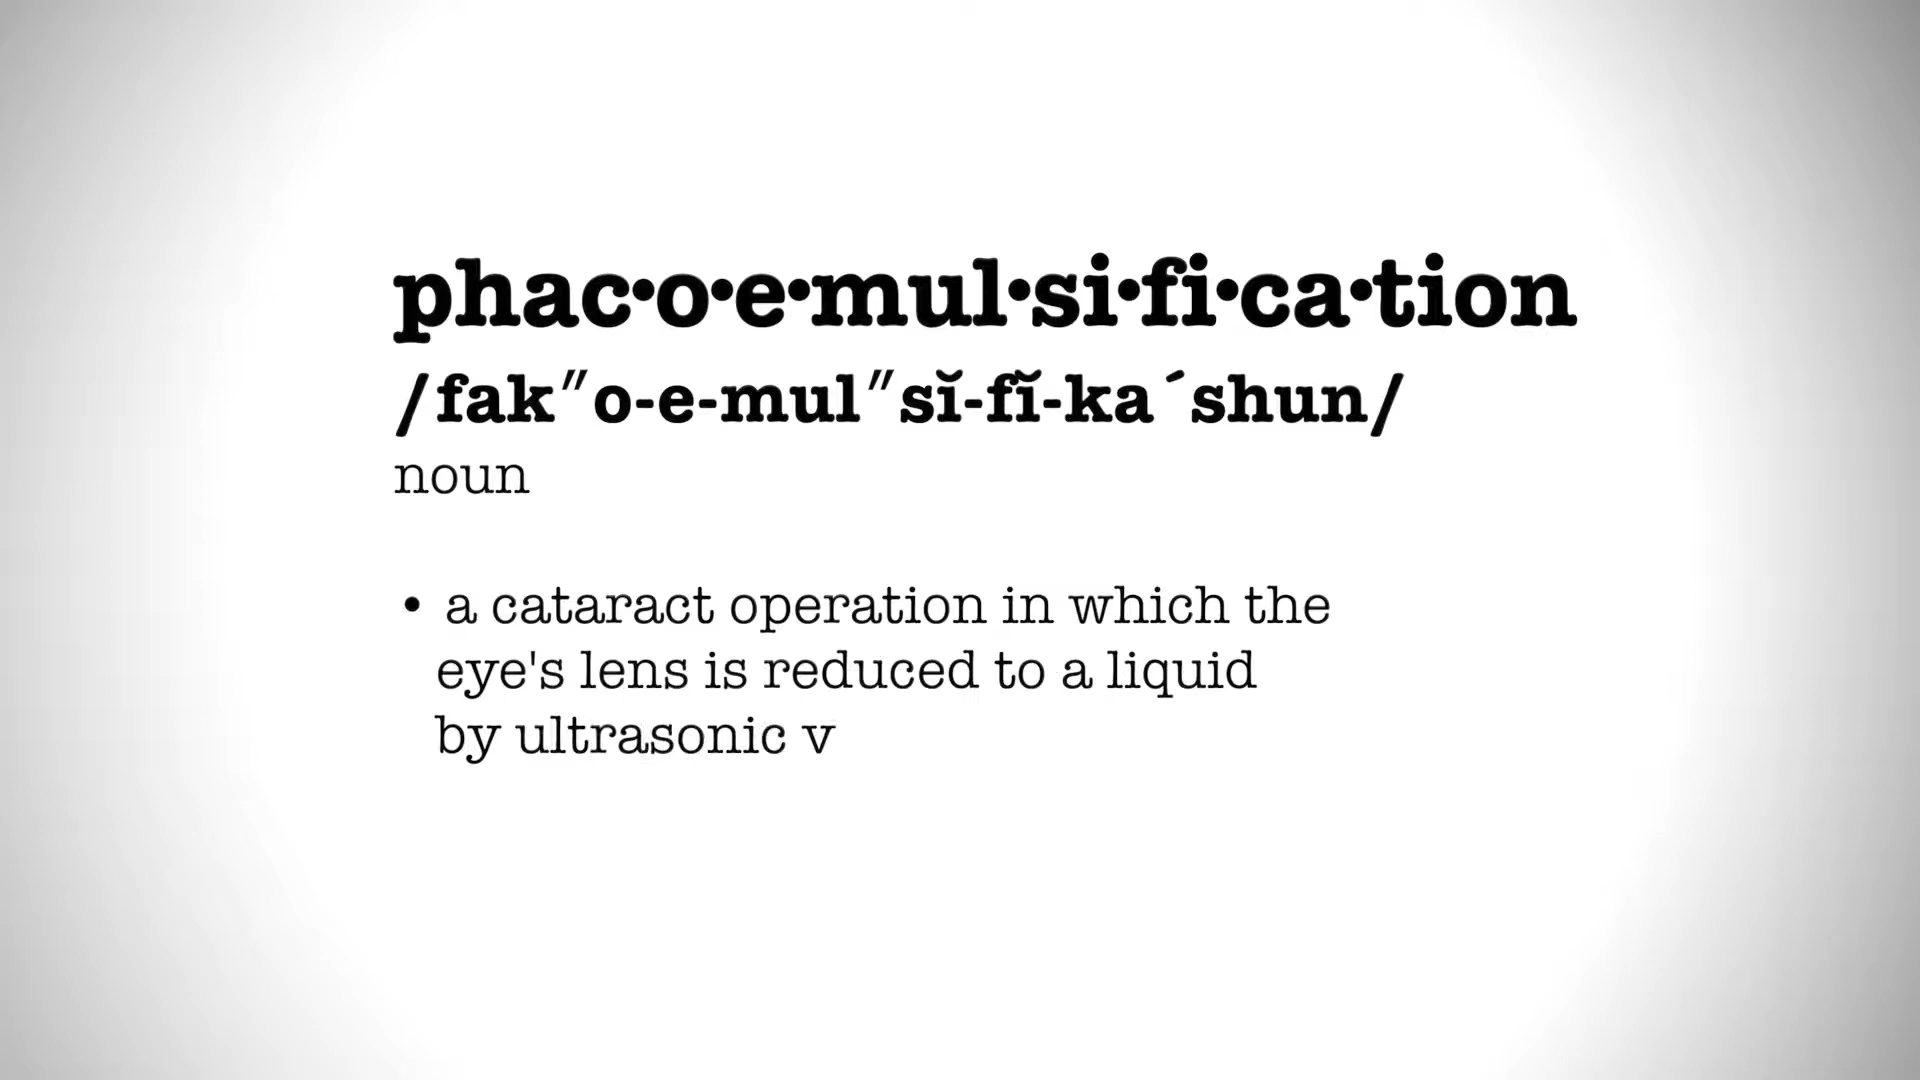 phac•o•e•mul•si•fi•ca•tion
/fak″o-e-mul″sĭ-fĭ-ka´shun/
noun
• a cataract operation in which the
eye's lens is reduced to a liquid
by ultrasonic v